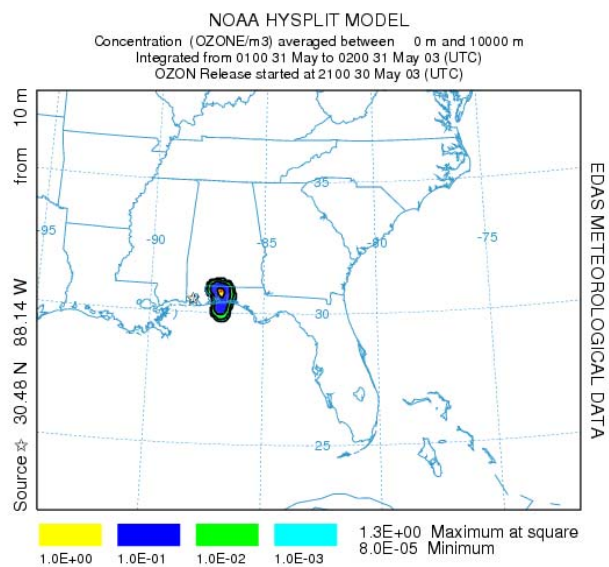 NOAA HYSPLIT MODEL
Concentration (OZONE/m3) averaged between 0 m and 10000 m
Integrated from 0100 31 May to 0200 31 May 03 (UTC)
OZON Release started at 2100 30 May 03 (UTC)
Source ☆ 30.48 N 88.14 W from 10 m
EDAS METEOROLOGICAL DATA
35
-95
-90
-85
-80
-75
30
25
1.3E+00 Maximum at square
8.0E-05 Minimum
1.0E+00 1.0E-01 1.0E-02 1.0E-03